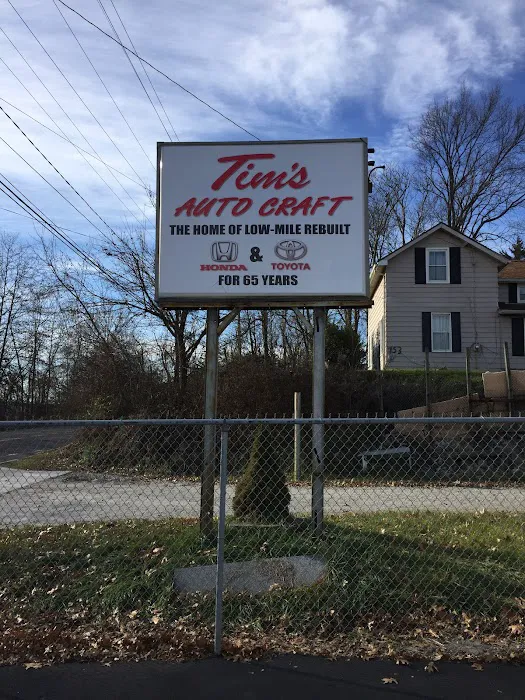 Tim's
AUTO CRAFT
THE HOME OF LOW-MILE REBUILT
HONDA & TOYOTA
FOR 65 YEARS